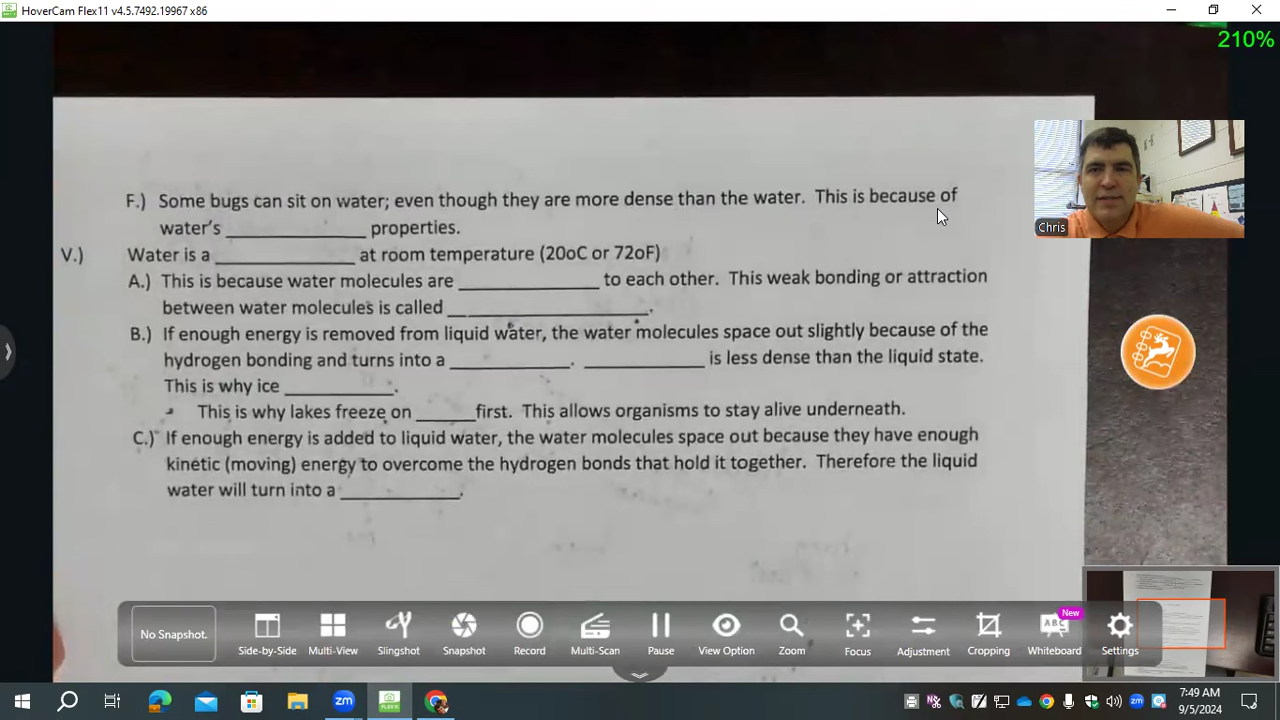 HoverCam Flex11 v4.5.7492.19967 x86
210%
F.) Some bugs can sit on water; even though they are more dense than the water. This is because of
water's ____________ properties.
V.) Water is a ____________ at room temperature (20oC or 72oF)
A.) This is because water molecules are ____________ to each other. This weak bonding or attraction
between water molecules is called _________________.
B.) If enough energy is removed from liquid water, the water molecules space out slightly because of the
hydrogen bonding and turns into a __________. __________ is less dense than the liquid state.
This is why ice _________.
This is why lakes freeze on _____first. This allows organisms to stay alive underneath.
C.) If enough energy is added to liquid water, the water molecules space out because they have enough
kinetic (moving) energy to overcome the hydrogen bonds that hold it together. Therefore the liquid
water will turn into a __________.
Chris
No Snapshot.
Side-by-Side
Multi-View
Slingshot
Snapshot
Record
Multi-Scan
Pause
View Option
Zoom
Focus
Adjustment
Cropping
New
ABC
Whiteboard
Settings
zm
FLEX11
zm
7:49 AM
9/5/2024